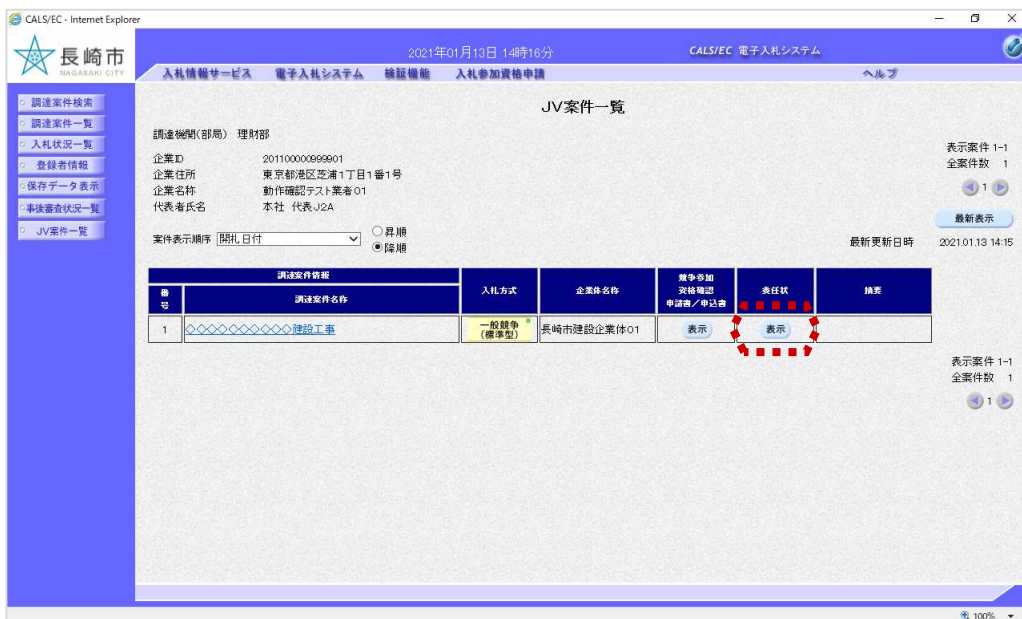 CALS/EC - Internet Explorer
長崎市
NAGASAKI CITY
2021年01月13日 14時16分
CALS/EC 電子入札システム
入札情報サービス 電子入札システム 検証機能 入札参加資格申請 ヘルプ
調達案件検索
調達案件一覧
入札状況一覧
登録者情報
保存データ表示
事後審査状況一覧
JV案件一覧
JV案件一覧
調達機関(部局) 理財部
企業ID 201100000999901
企業住所 東京都港区芝浦1丁目1番1号
企業名称 動作確認テスト業者01
代表者氏名 本社 代表J2A
表示案件 1-1
全案件数 1
1
案件表示順序 開札日付
昇順
降順
最新表示
最新更新日時 2021.01.13 14:15
調達案件情報
番号
調達案件名称
入札方式
企業体名称
競争参加
資格確認
申請書/申込書
委任状
摘要
1 ◇◇◇◇◇◇◇◇◇◇建設工事 一般競争
(標準型) 長崎市建設企業体01 表示 表示
表示案件 1-1
全案件数 1
1
100%